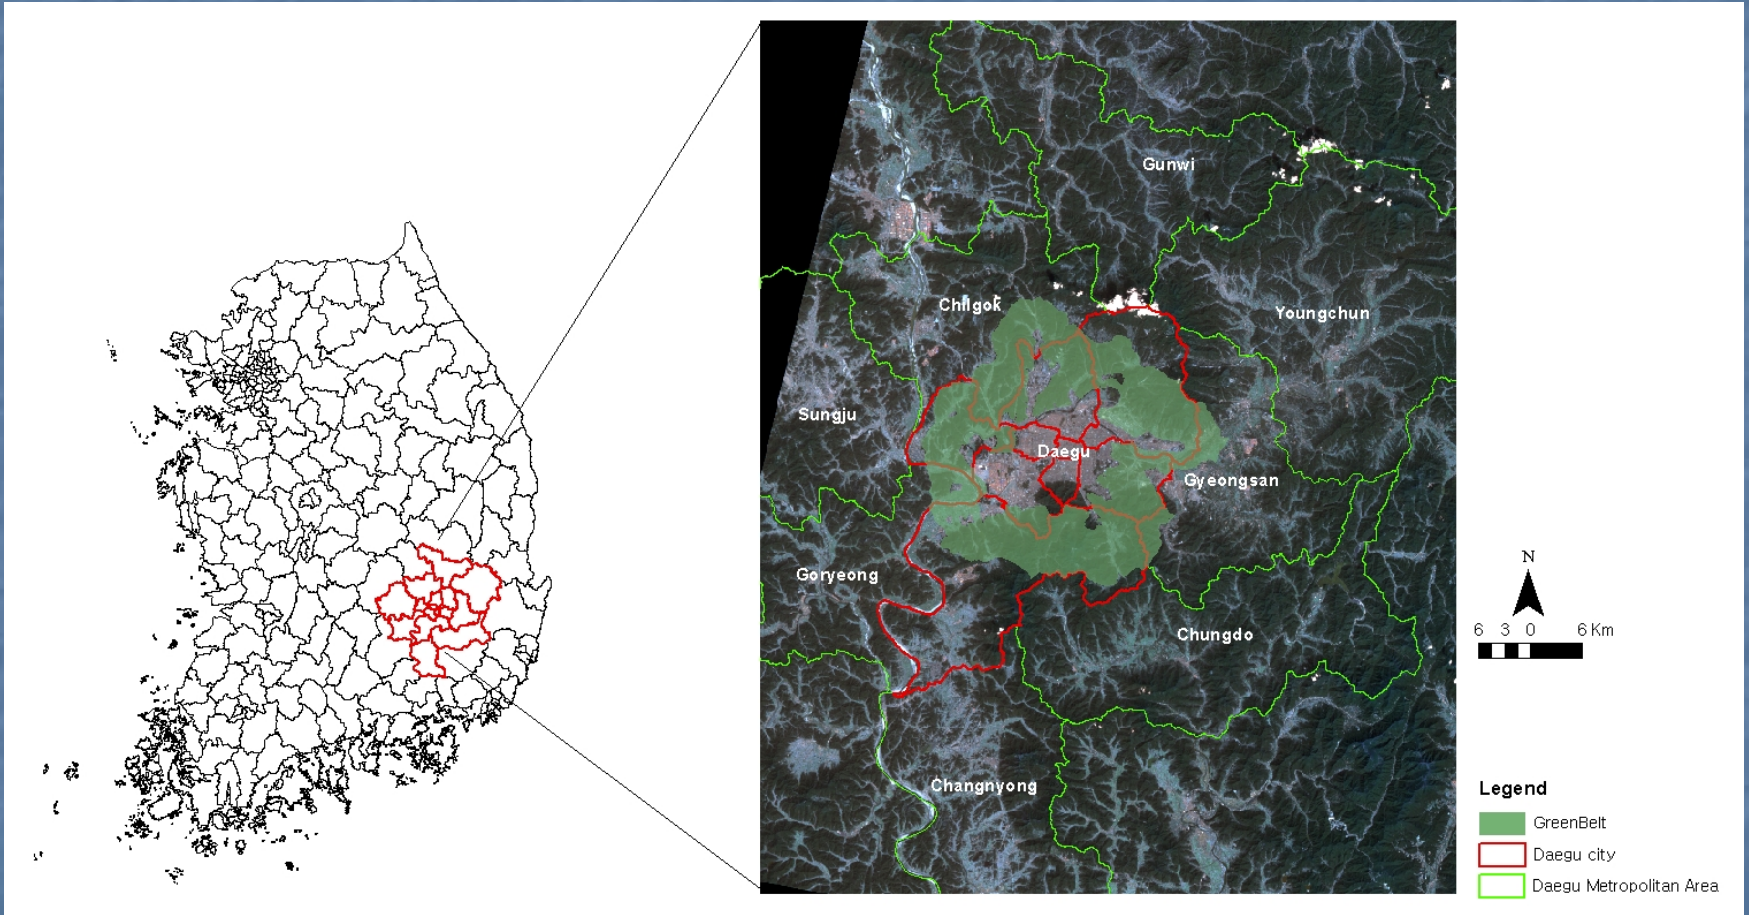 Gunwi
Chilgok
Youngchun
Sungju
Daegu
Gyeongsan
Goryeong
Chungdo
Changnyong
N
6 3 0 6 Km
Legend
GreenBelt
Daegu city
Daegu Metropolitan Area